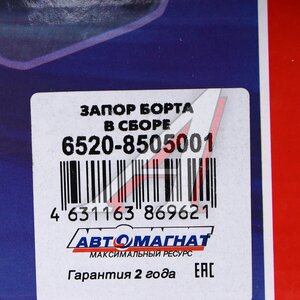 ЗАПОР БОРТА
В СБОРЕ
6520-8505001
4 631163 869621
АВТОМАГНАТ
МАКСИМАЛЬНЫЙ РЕСУРС
Гарантия 2 года EAC